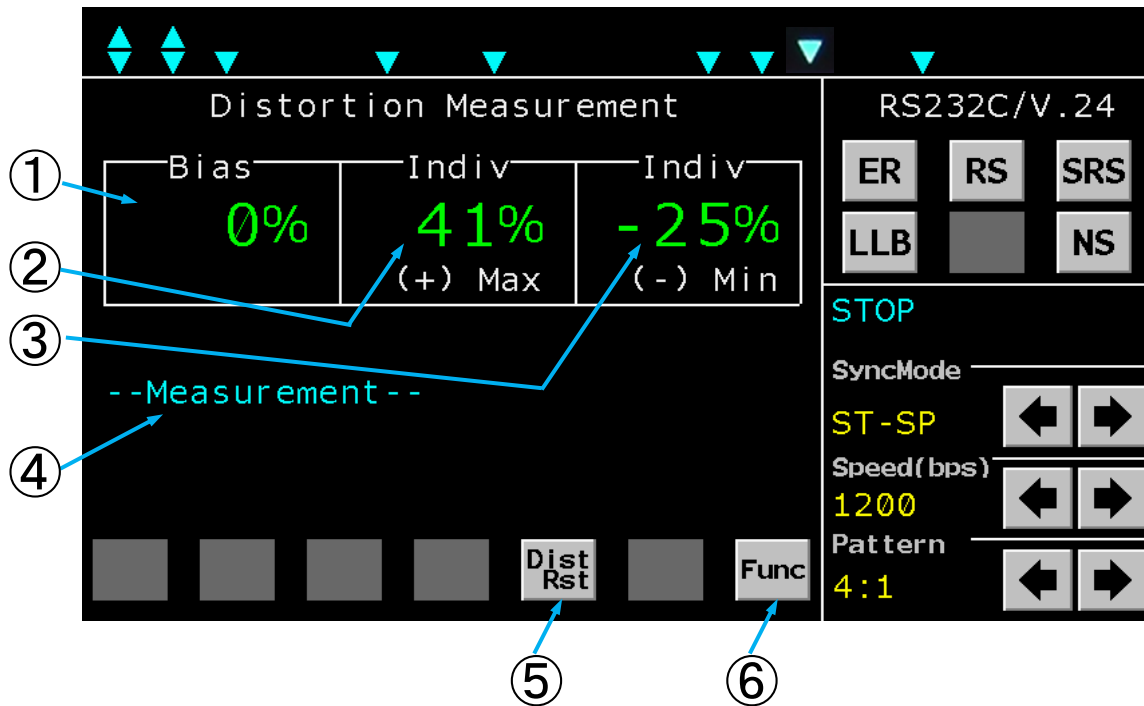 Distortion Measurement
① Bias Indiv Indiv
0% 41% -25%
② (+) Max (-) Min
③
--Measurement--
④
Dist
Rst
Func
⑤ ⑥
RS232C/V.24
ER RS SRS
LLB NS
STOP
SyncMode
ST-SP
Speed(bps)
1200
Pattern
4:1